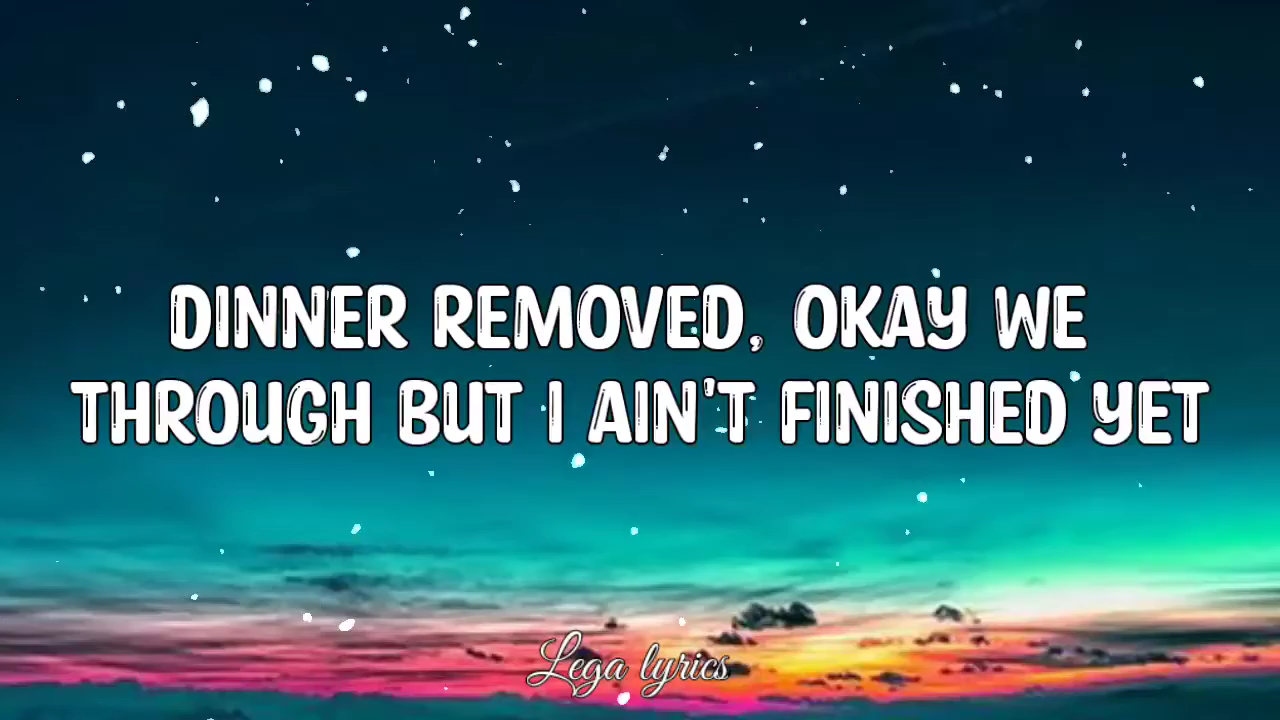 DINNER REMOVED, OKAY WE
THROUGH BUT I AIN'T FINISHED YET
Lega lyrics